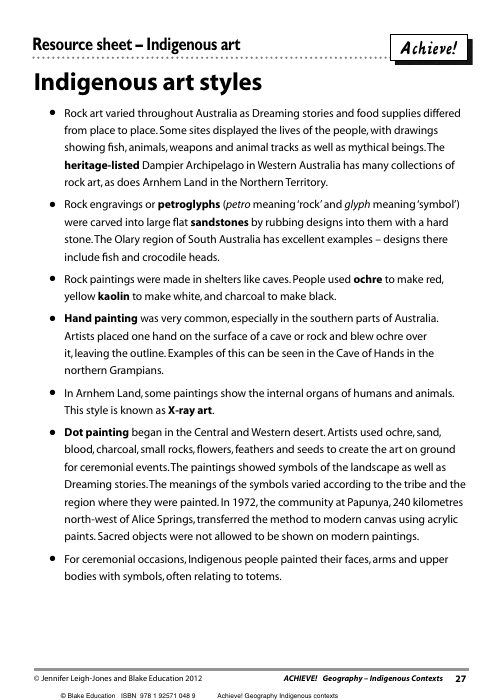 Resource sheet – Indigenous art
Achieve!
Indigenous art styles
● Rock art varied throughout Australia as Dreaming stories and food supplies differed
from place to place. Some sites displayed the lives of the people, with drawings
showing fish, animals, weapons and animal tracks as well as mythical beings. The
heritage-listed Dampier Archipelago in Western Australia has many collections of
rock art, as does Arnhem Land in the Northern Territory.
● Rock engravings or petroglyphs (petro meaning ‘rock’ and glyph meaning ‘symbol’)
were carved into large flat sandstones by rubbing designs into them with a hard
stone. The Olary region of South Australia has excellent examples – designs there
include fish and crocodile heads.
● Rock paintings were made in shelters like caves. People used ochre to make red,
yellow kaolin to make white, and charcoal to make black.
● Hand painting was very common, especially in the southern parts of Australia.
Artists placed one hand on the surface of a cave or rock and blew ochre over
it, leaving the outline. Examples of this can be seen in the Cave of Hands in the
northern Grampians.
● In Arnhem Land, some paintings show the internal organs of humans and animals.
This style is known as X-ray art.
● Dot painting began in the Central and Western desert. Artists used ochre, sand,
blood, charcoal, small rocks, flowers, feathers and seeds to create the art on ground
for ceremonial events. The paintings showed symbols of the landscape as well as
Dreaming stories. The meanings of the symbols varied according to the tribe and the
region where they were painted. In 1972, the community at Papunya, 240 kilometres
north-west of Alice Springs, transferred the method to modern canvas using acrylic
paints. Sacred objects were not allowed to be shown on modern paintings.
● For ceremonial occasions, Indigenous people painted their faces, arms and upper
bodies with symbols, often relating to totems.
© Jennifer Leigh-Jones and Blake Education 2012 ACHIEVE! Geography – Indigenous Contexts 27
© Blake Education ISBN 978 1 92571 048 9 Achieve! Geography Indigenous contexts